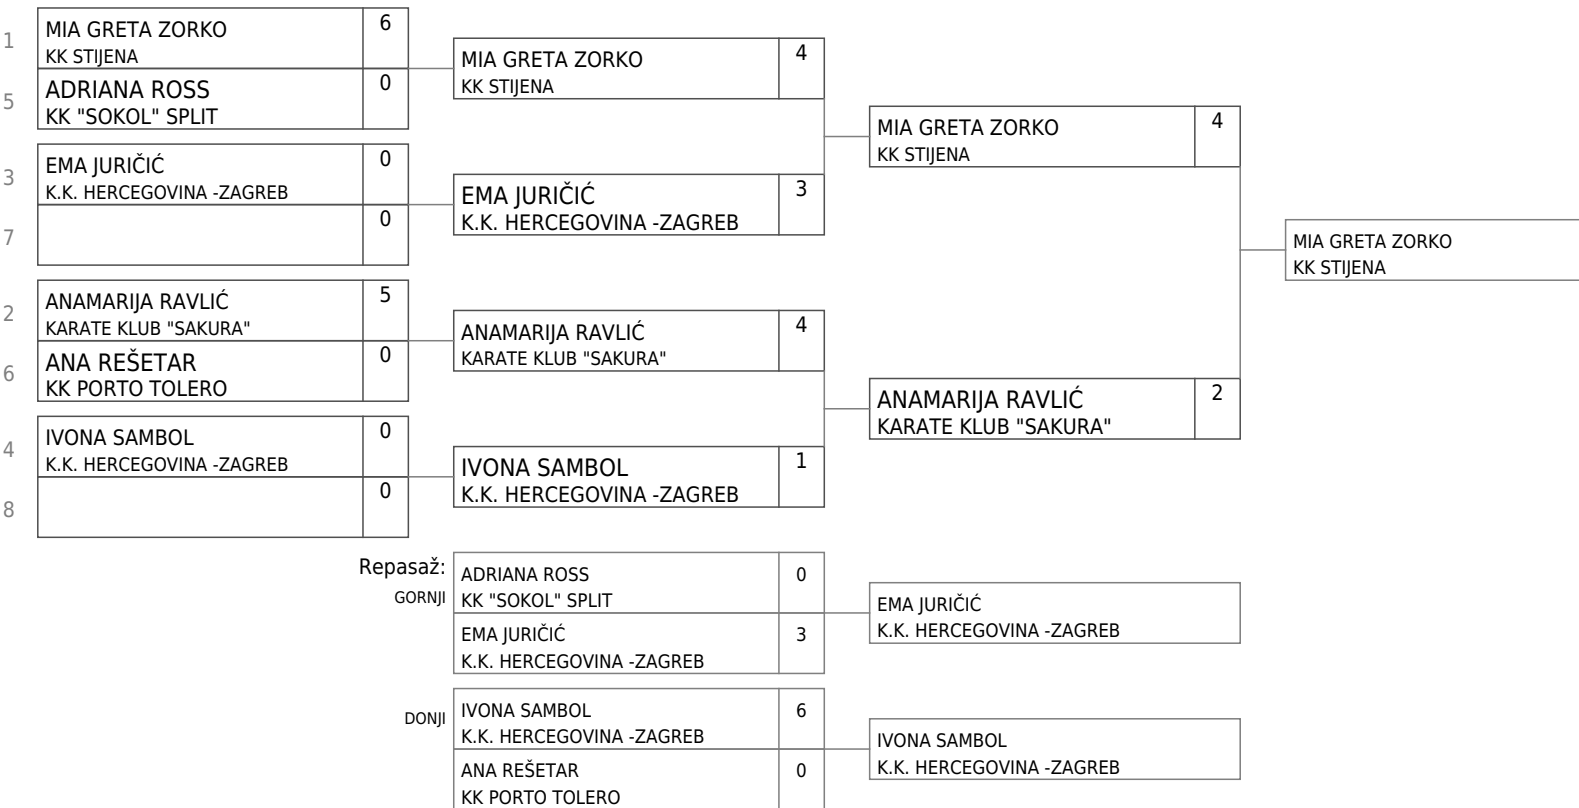 1
MIA GRETA ZORKO
KK STIJENA
6
5
ADRIANA ROSS
KK "SOKOL" SPLIT
0
3
EMA JURIČIĆ
K.K. HERCEGOVINA -ZAGREB
0
7
0
2
ANAMARIJA RAVLIĆ
KARATE KLUB "SAKURA"
5
6
ANA REŠETAR
KK PORTO TOLERO
0
4
IVONA SAMBOL
K.K. HERCEGOVINA -ZAGREB
0
8
0
MIA GRETA ZORKO
KK STIJENA
4
EMA JURIČIĆ
K.K. HERCEGOVINA -ZAGREB
3
ANAMARIJA RAVLIĆ
KARATE KLUB "SAKURA"
4
IVONA SAMBOL
K.K. HERCEGOVINA -ZAGREB
1
MIA GRETA ZORKO
KK STIJENA
4
ANAMARIJA RAVLIĆ
KARATE KLUB "SAKURA"
2
MIA GRETA ZORKO
KK STIJENA
Repasaž:
GORNJI
ADRIANA ROSS
KK "SOKOL" SPLIT
0
EMA JURIČIĆ
K.K. HERCEGOVINA -ZAGREB
3
EMA JURIČIĆ
K.K. HERCEGOVINA -ZAGREB
DONJI
IVONA SAMBOL
K.K. HERCEGOVINA -ZAGREB
6
ANA REŠETAR
KK PORTO TOLERO
0
IVONA SAMBOL
K.K. HERCEGOVINA -ZAGREB